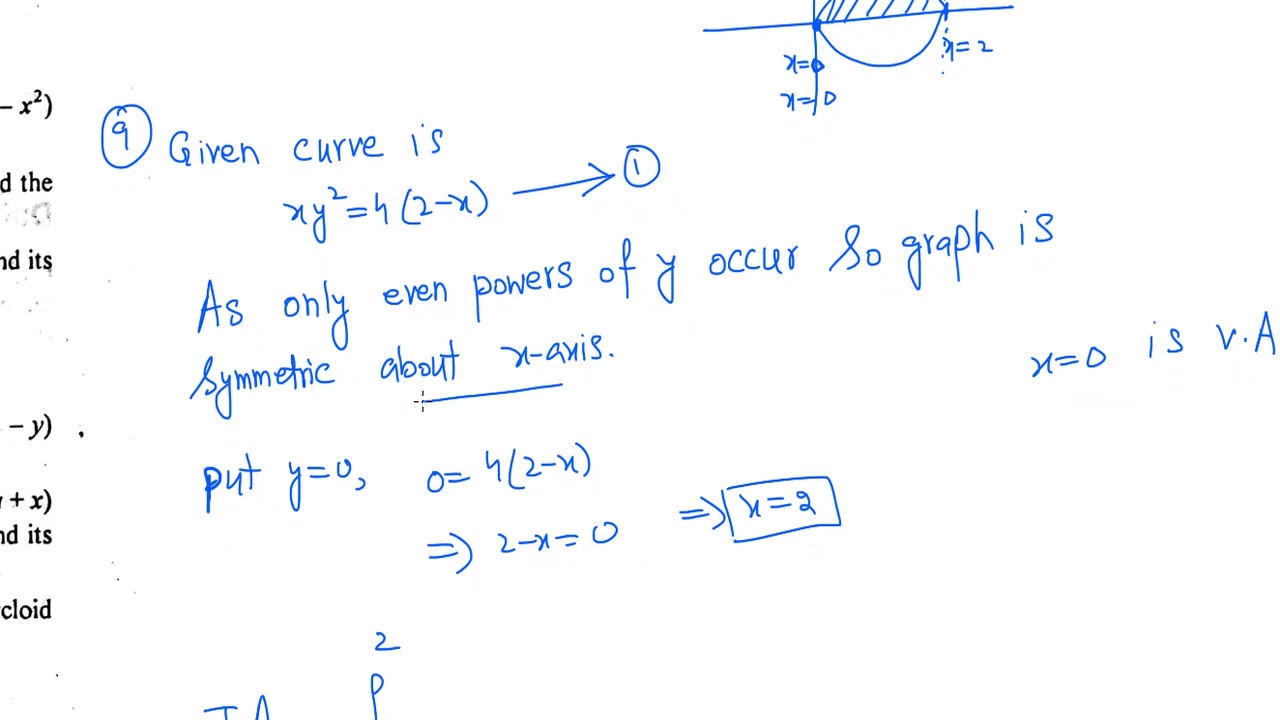 x=0
x=2
x=0
– x²)
9 Given curve is
d the
xy²=4(2-x) → 1
nd its
As only even powers of y occur so graph is
symmetric about x-axis.
x=0 is V.A
– y)
put y=0, 0=4(2-x)
+ x)
⇒ 2-x=0 ⇒ x=2
nd its
cloid
2